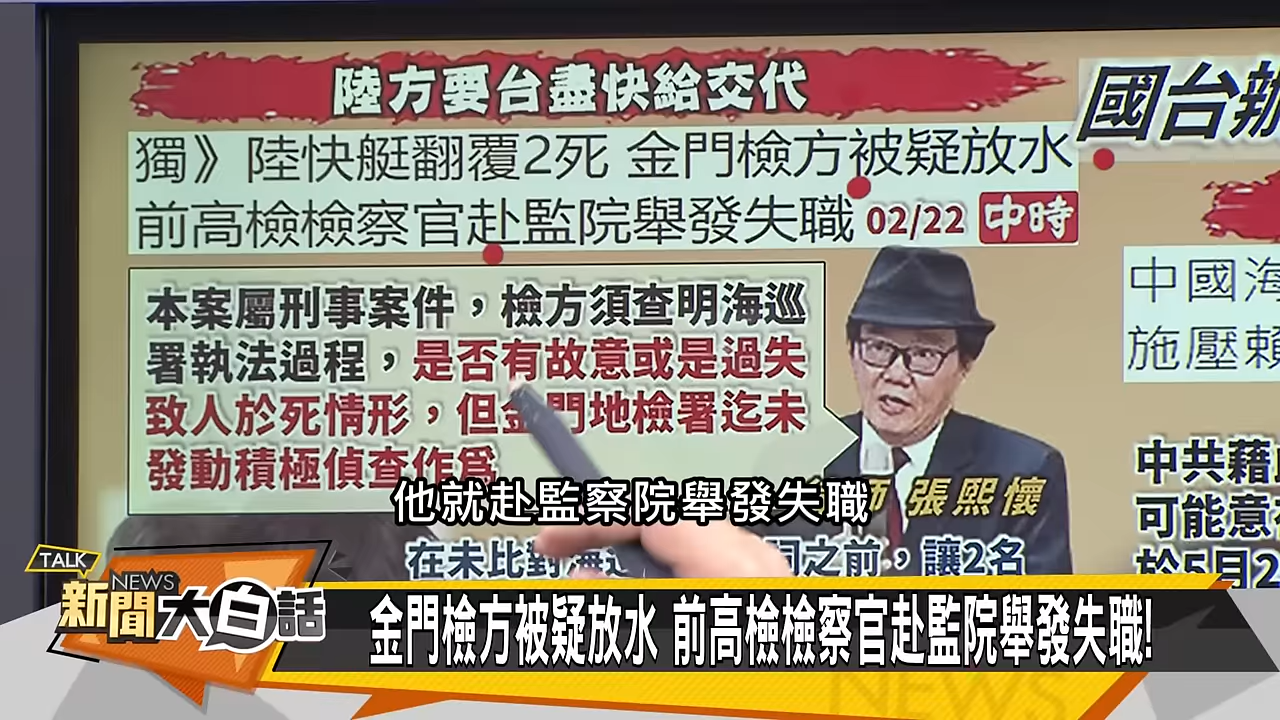 陸方要台盡快給交代
獨》陸快艇翻覆2死 金門檢方被疑放水
前高檢檢察官赴監院舉發失職 02/22 中時
本案屬刑事案件，檢方須查明海巡
署執法過程，是否有故意或是過失
致人於死情形，但金門地檢署迄未
發動積極偵查作為
師 張熙懷
在未比對海
之前，讓2名
國台辦
中國海
施壓賴
中共藉
可能意
於5月2
他就赴監察院舉發失職
TALK
NEWS
新聞大白話
金門檢方被疑放水 前高檢檢察官赴監院舉發失職!
NEWS